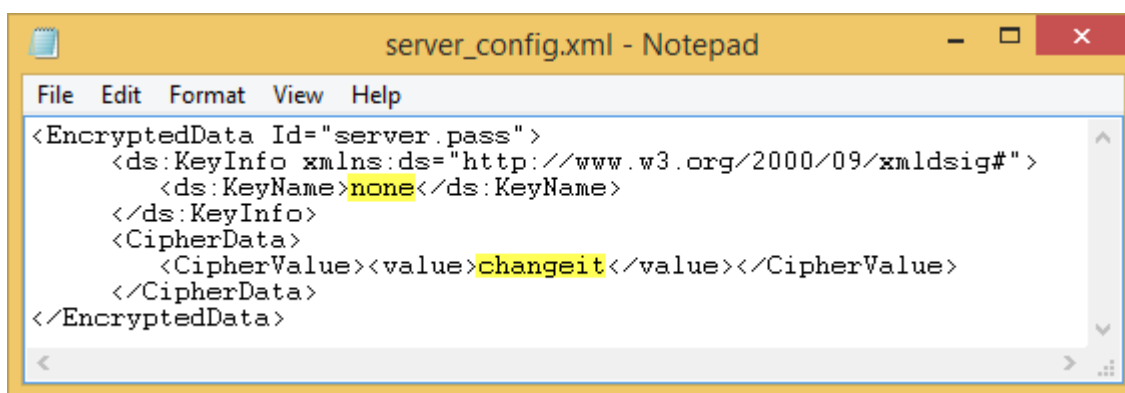 server_config.xml - Notepad
File Edit Format View Help
<EncryptedData Id="server.pass">
<ds:KeyInfo xmlns:ds="http://www.w3.org/2000/09/xmldsig#">
<ds:KeyName>none</ds:KeyName>
</ds:KeyInfo>
<CipherData>
<CipherValue><value>changeit</value></CipherValue>
</CipherData>
</EncryptedData>